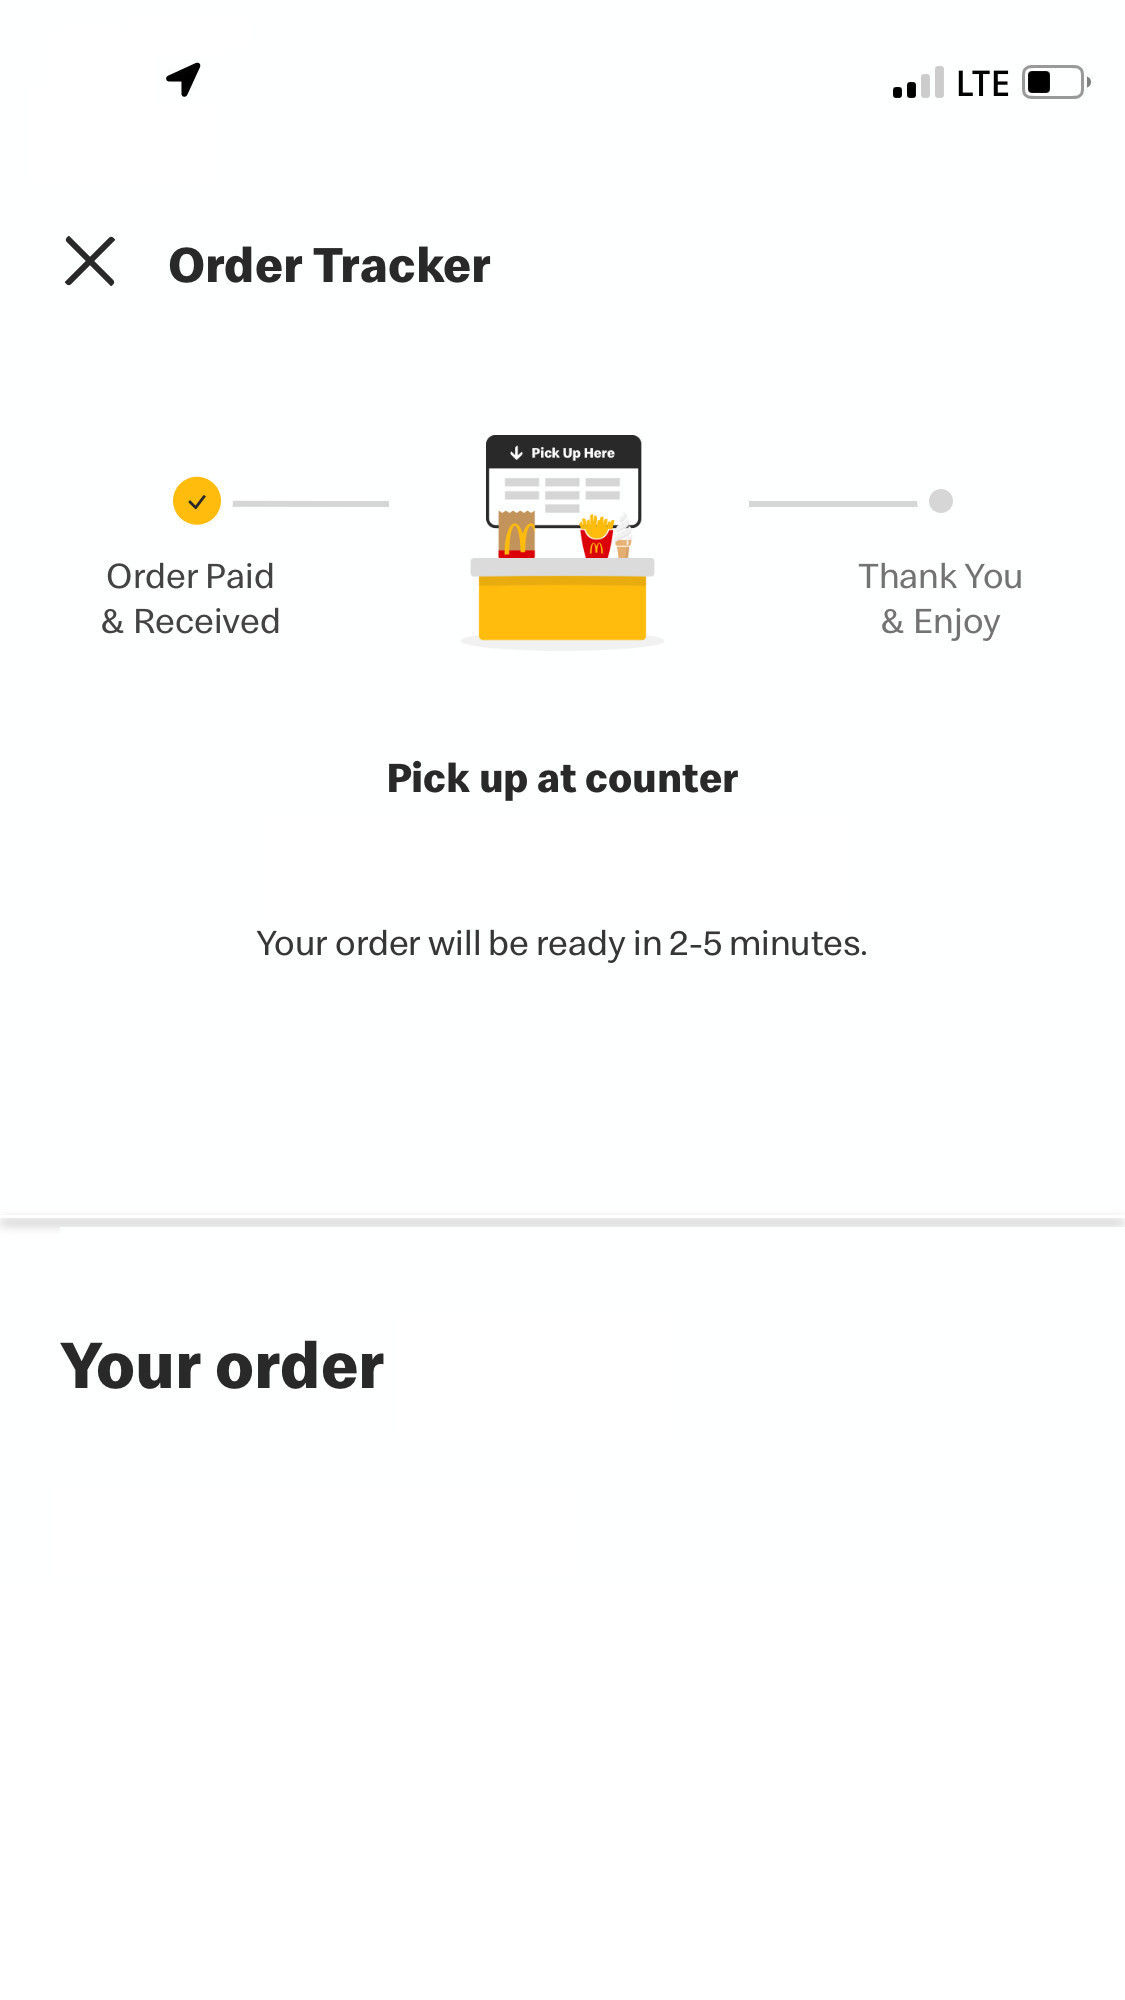 LTE
Order Tracker
Pick Up Here
Order Paid
& Received
Thank You
& Enjoy
Pick up at counter
Your order will be ready in 2-5 minutes.
Your order